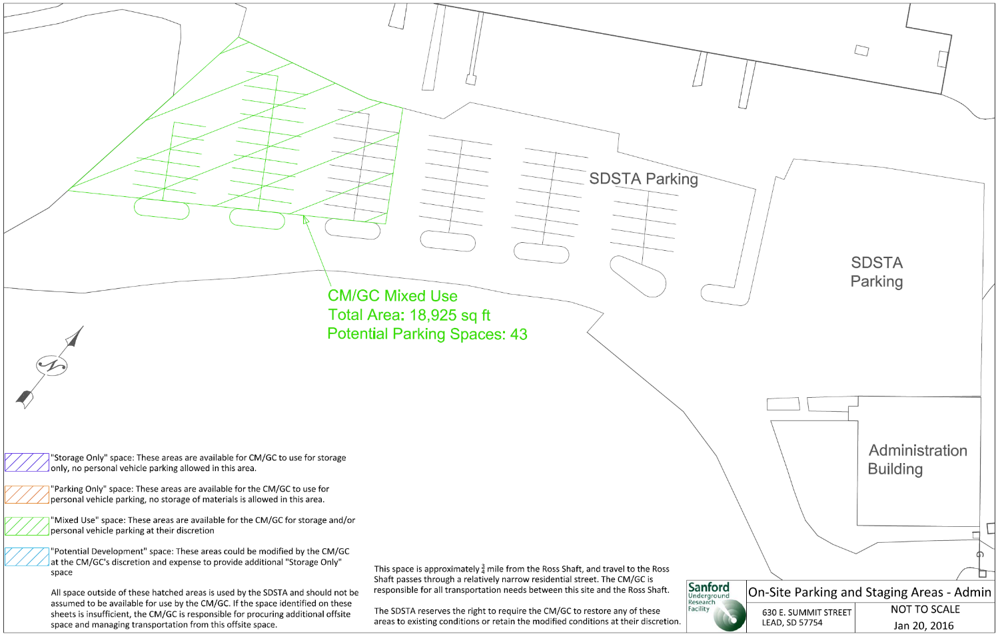 SDSTA Parking
SDSTA
Parking
CM/GC Mixed Use
Total Area: 18,925 sq ft
Potential Parking Spaces: 43
N
Administration
Building
G
"Storage Only" space: These areas are available for CM/GC to use for storage
only, no personal vehicle parking allowed in this area.
"Parking Only" space: These areas are available for the CM/GC to use for
personal vehicle parking, no storage of materials is allowed in this area.
"Mixed Use" space: These areas are available for the CM/GC for storage and/or
personal vehicle parking at their discretion
"Potential Development" space: These areas could be modified by the CM/GC
at the CM/GC's discretion and expense to provide additional "Storage Only"
space
All space outside of these hatched areas is used by the SDSTA and should not be
assumed to be available for use by the CM/GC. If the space identified on these
sheets is insufficient, the CM/GC is responsible for procuring additional offsite
space and managing transportation from this offsite space.
This space is approximately 3/4 mile from the Ross Shaft, and travel to the Ross
Shaft passes through a relatively narrow residential street. The CM/GC is
responsible for all transportation needs between this site and the Ross Shaft.
The SDSTA reserves the right to require the CM/GC to restore any of these
areas to existing conditions or retain the modified conditions at their discretion.
Sanford
Underground
Research
Facility
On-Site Parking and Staging Areas - Admin
630 E. SUMMIT STREET
LEAD, SD 57754
NOT TO SCALE
Jan 20, 2016